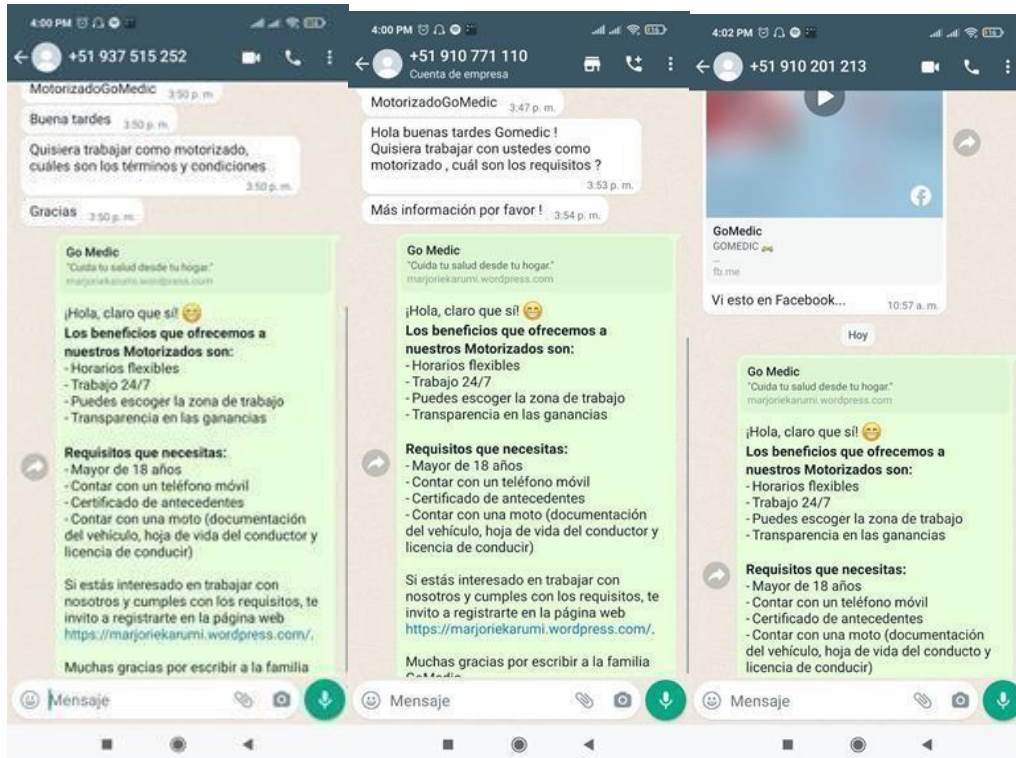 4:00 PM
+51 937 515 252
MotorizadoGoMedic 3:50 p. m.
Buena tardes 3:50 p. m.
Quisiera trabajar como motorizado,
cuáles son los términos y condiciones
3:50 p. m.
Gracias 3:50 p. m.
Go Medic
"Cuida tu salud desde tu hogar."
marjoriekarumi.wordpress.com
¡Hola, claro que sí! 😁
Los beneficios que ofrecemos a
nuestros Motorizados son:
- Horarios flexibles
- Trabajo 24/7
- Puedes escoger la zona de trabajo
- Transparencia en las ganancias
Requisitos que necesitas:
- Mayor de 18 años
- Contar con un teléfono móvil
- Certificado de antecedentes
- Contar con una moto (documentación
del vehículo, hoja de vida del conductor y
licencia de conducir)
Si estás interesado en trabajar con
nosotros y cumples con los requisitos, te
invito a registrarte en la página web
https://marjoriekarumi.wordpress.com/.
Muchas gracias por escribir a la familia
Mensaje
4:00 PM
+51 910 771 110
Cuenta de empresa
MotorizadoGoMedic 3:47 p. m.
Hola buenas tardes Gomedic !
Quisiera trabajar con ustedes como
motorizado , cuál son los requisitos ?
3:53 p. m.
Más información por favor ! 3:54 p. m.
Go Medic
"Cuida tu salud desde tu hogar."
marjoriekarumi.wordpress.com
¡Hola, claro que sí! 😁
Los beneficios que ofrecemos a
nuestros Motorizados son:
- Horarios flexibles
- Trabajo 24/7
- Puedes escoger la zona de trabajo
- Transparencia en las ganancias
Requisitos que necesitas:
- Mayor de 18 años
- Contar con un teléfono móvil
- Certificado de antecedentes
- Contar con una moto (documentación
del vehículo, hoja de vida del conductor y
licencia de conducir)
Si estás interesado en trabajar con
nosotros y cumples con los requisitos, te
invito a registrarte en la página web
https://marjoriekarumi.wordpress.com/.
Muchas gracias por escribir a la familia
GoMedic
Mensaje
4:02 PM
+51 910 201 213
GoMedic
GOMEDIC 🏍️
...
fb.me
Vi esto en Facebook... 10:57 a. m.
Hoy
Go Medic
"Cuida tu salud desde tu hogar."
marjoriekarumi.wordpress.com
¡Hola, claro que sí! 😁
Los beneficios que ofrecemos a
nuestros Motorizados son:
- Horarios flexibles
- Trabajo 24/7
- Puedes escoger la zona de trabajo
- Transparencia en las ganancias
Requisitos que necesitas:
- Mayor de 18 años
- Contar con un teléfono móvil
- Certificado de antecedentes
- Contar con una moto (documentación
del vehículo, hoja de vida del conducto y
licencia de conducir)
Mensaje